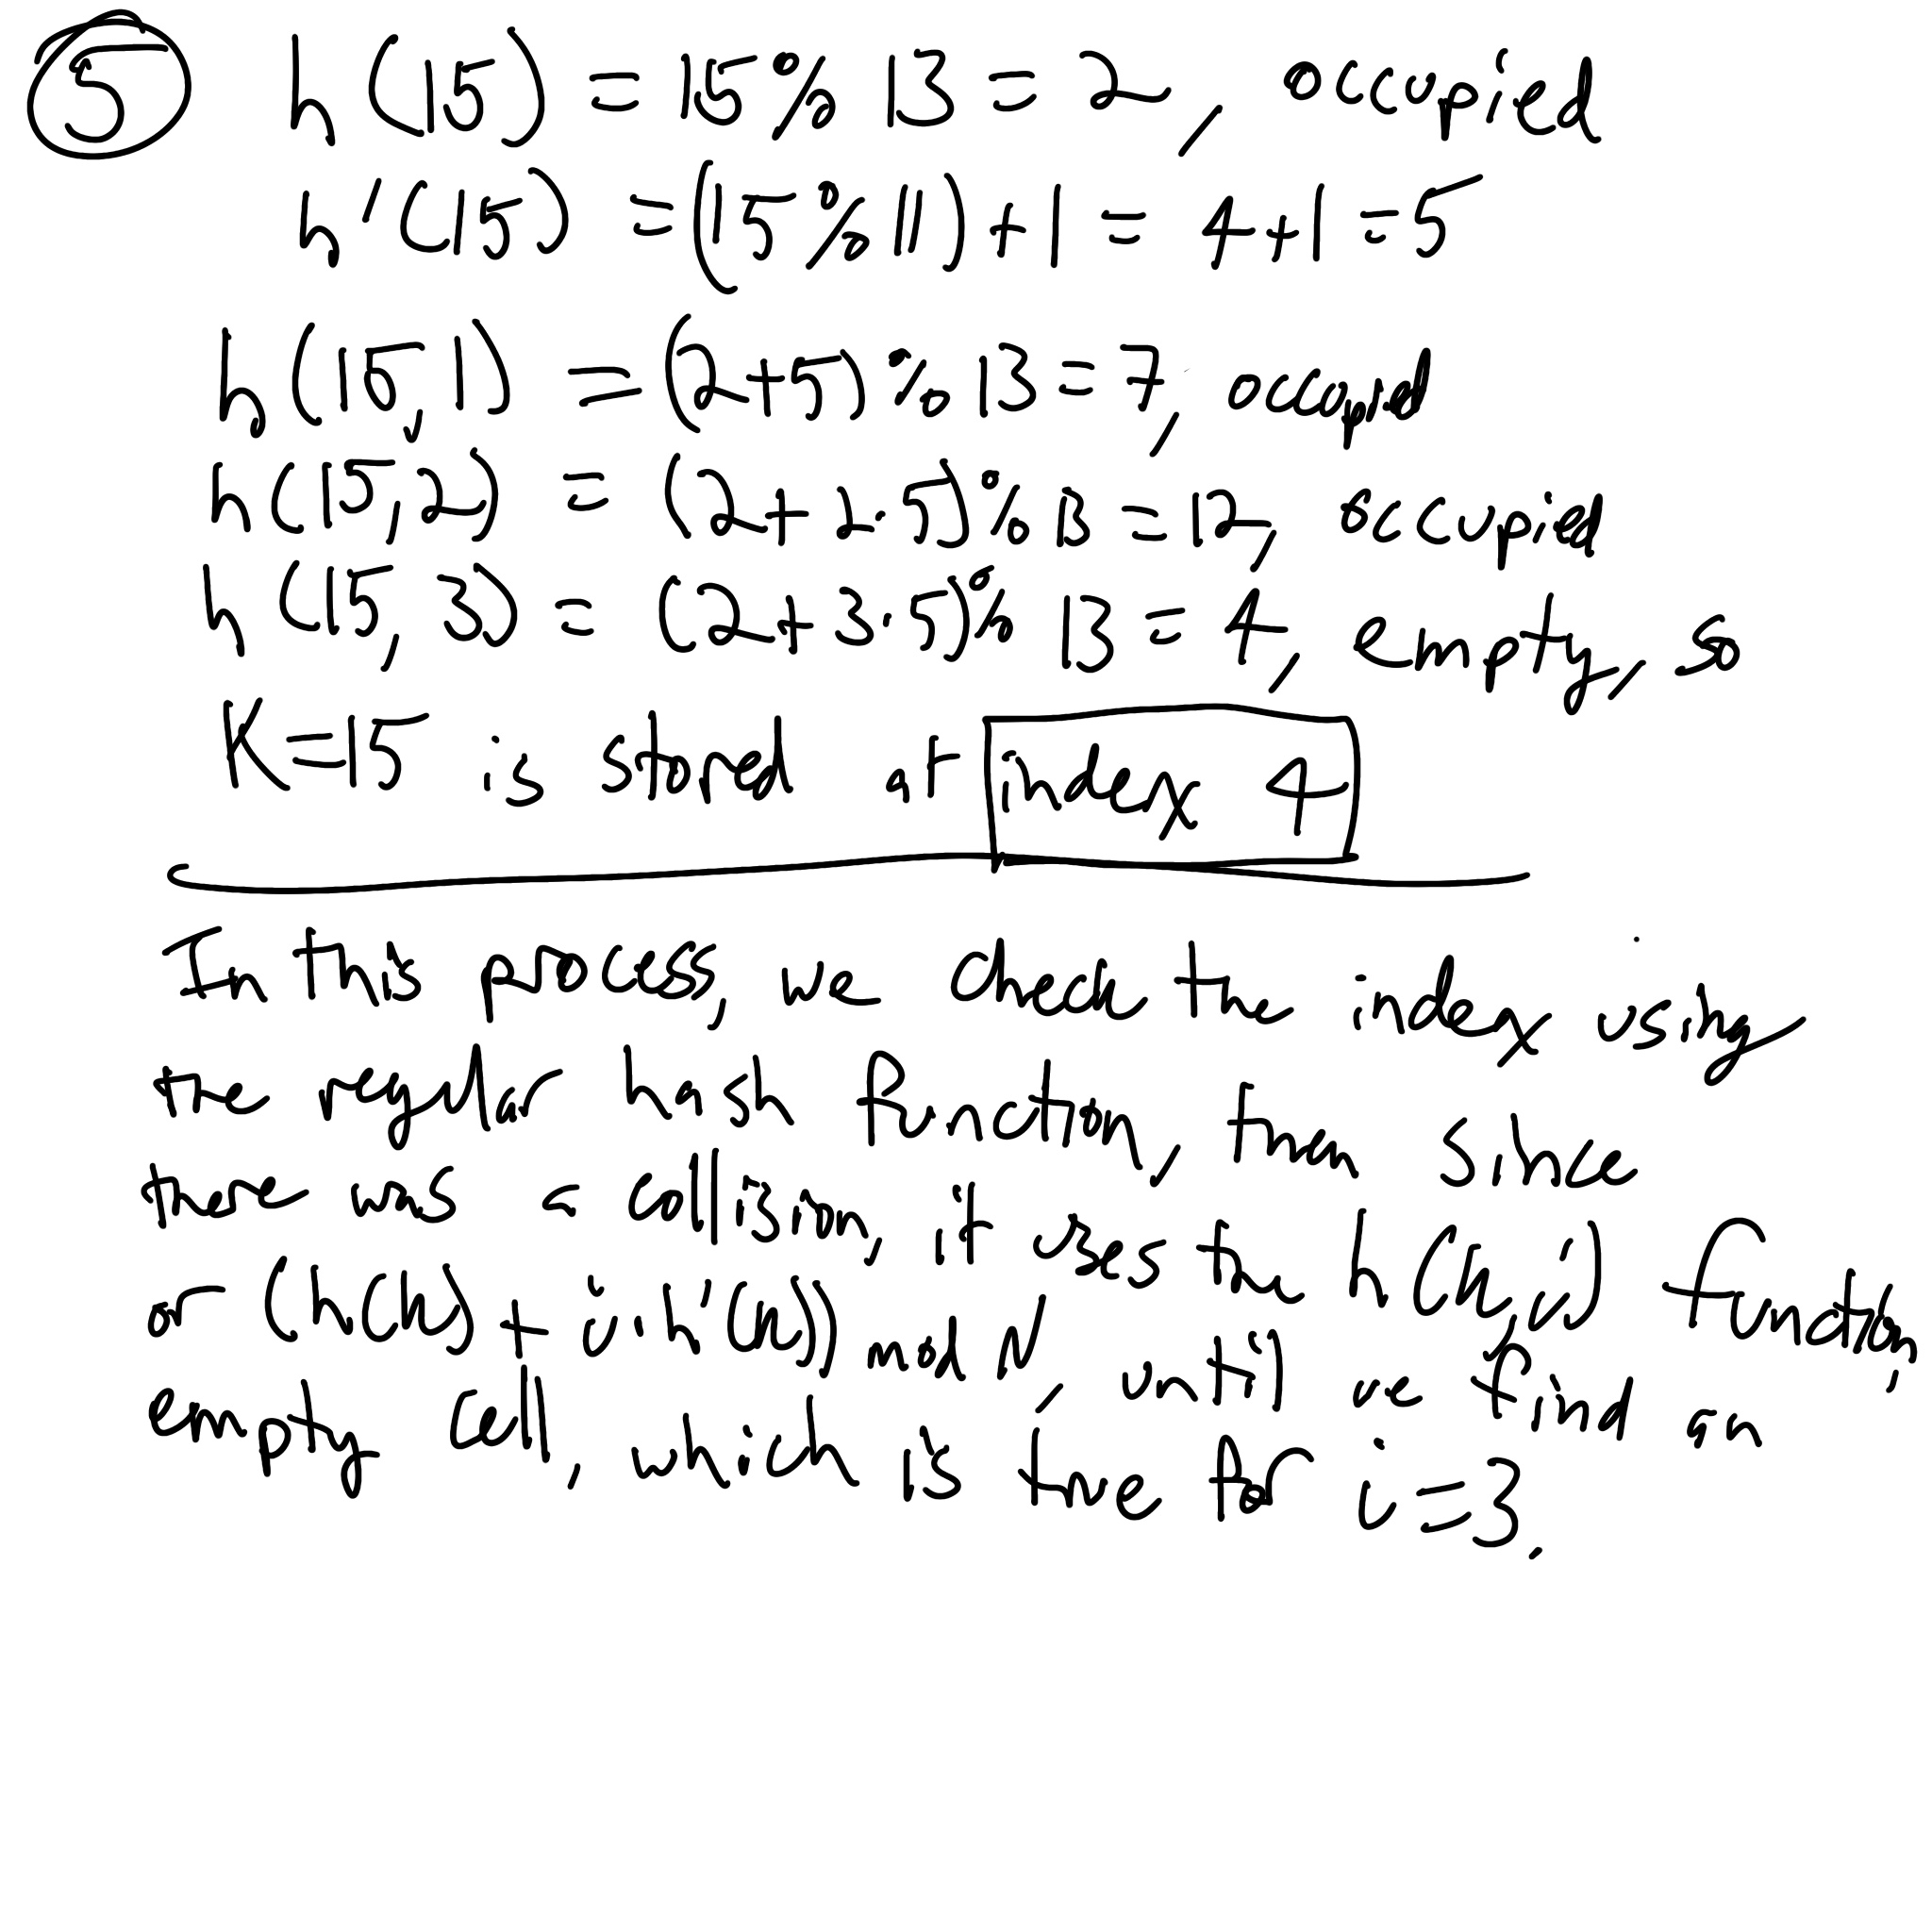 5 h(15) = 15 % 13 = 2, occupied
h'(15) = (15 % 11) + 1 = 4 + 1 = 5
h(15,1) = (2+5) % 13 = 7, occupied
h(15,2) = (2 + 2·5) % 13 = 12, occupied
h(15,3) = (2 + 3·5) % 13 = 4, empty, so
K=15 is stored at index 4
In this process, we check the index using
the regular hash function, then since
there was a collision, it uses the h(k,i) function
or (h(k) + i·h'(k)) mod N, until we find an
empty cell, which is true for i=3.